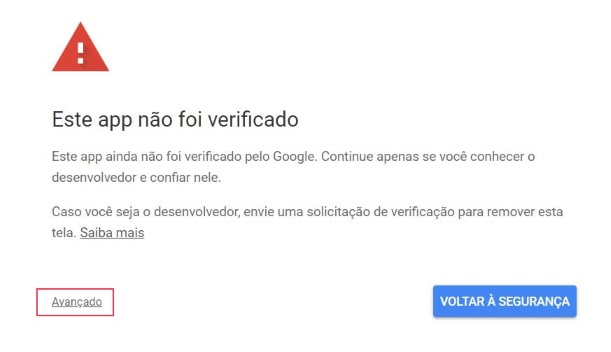 Este app não foi verificado
Este app ainda não foi verificado pelo Google. Continue apenas se você conhecer o
desenvolvedor e confiar nele.
Caso você seja o desenvolvedor, envie uma solicitação de verificação para remover esta
tela. Saiba mais
Avançado
VOLTAR À SEGURANÇA